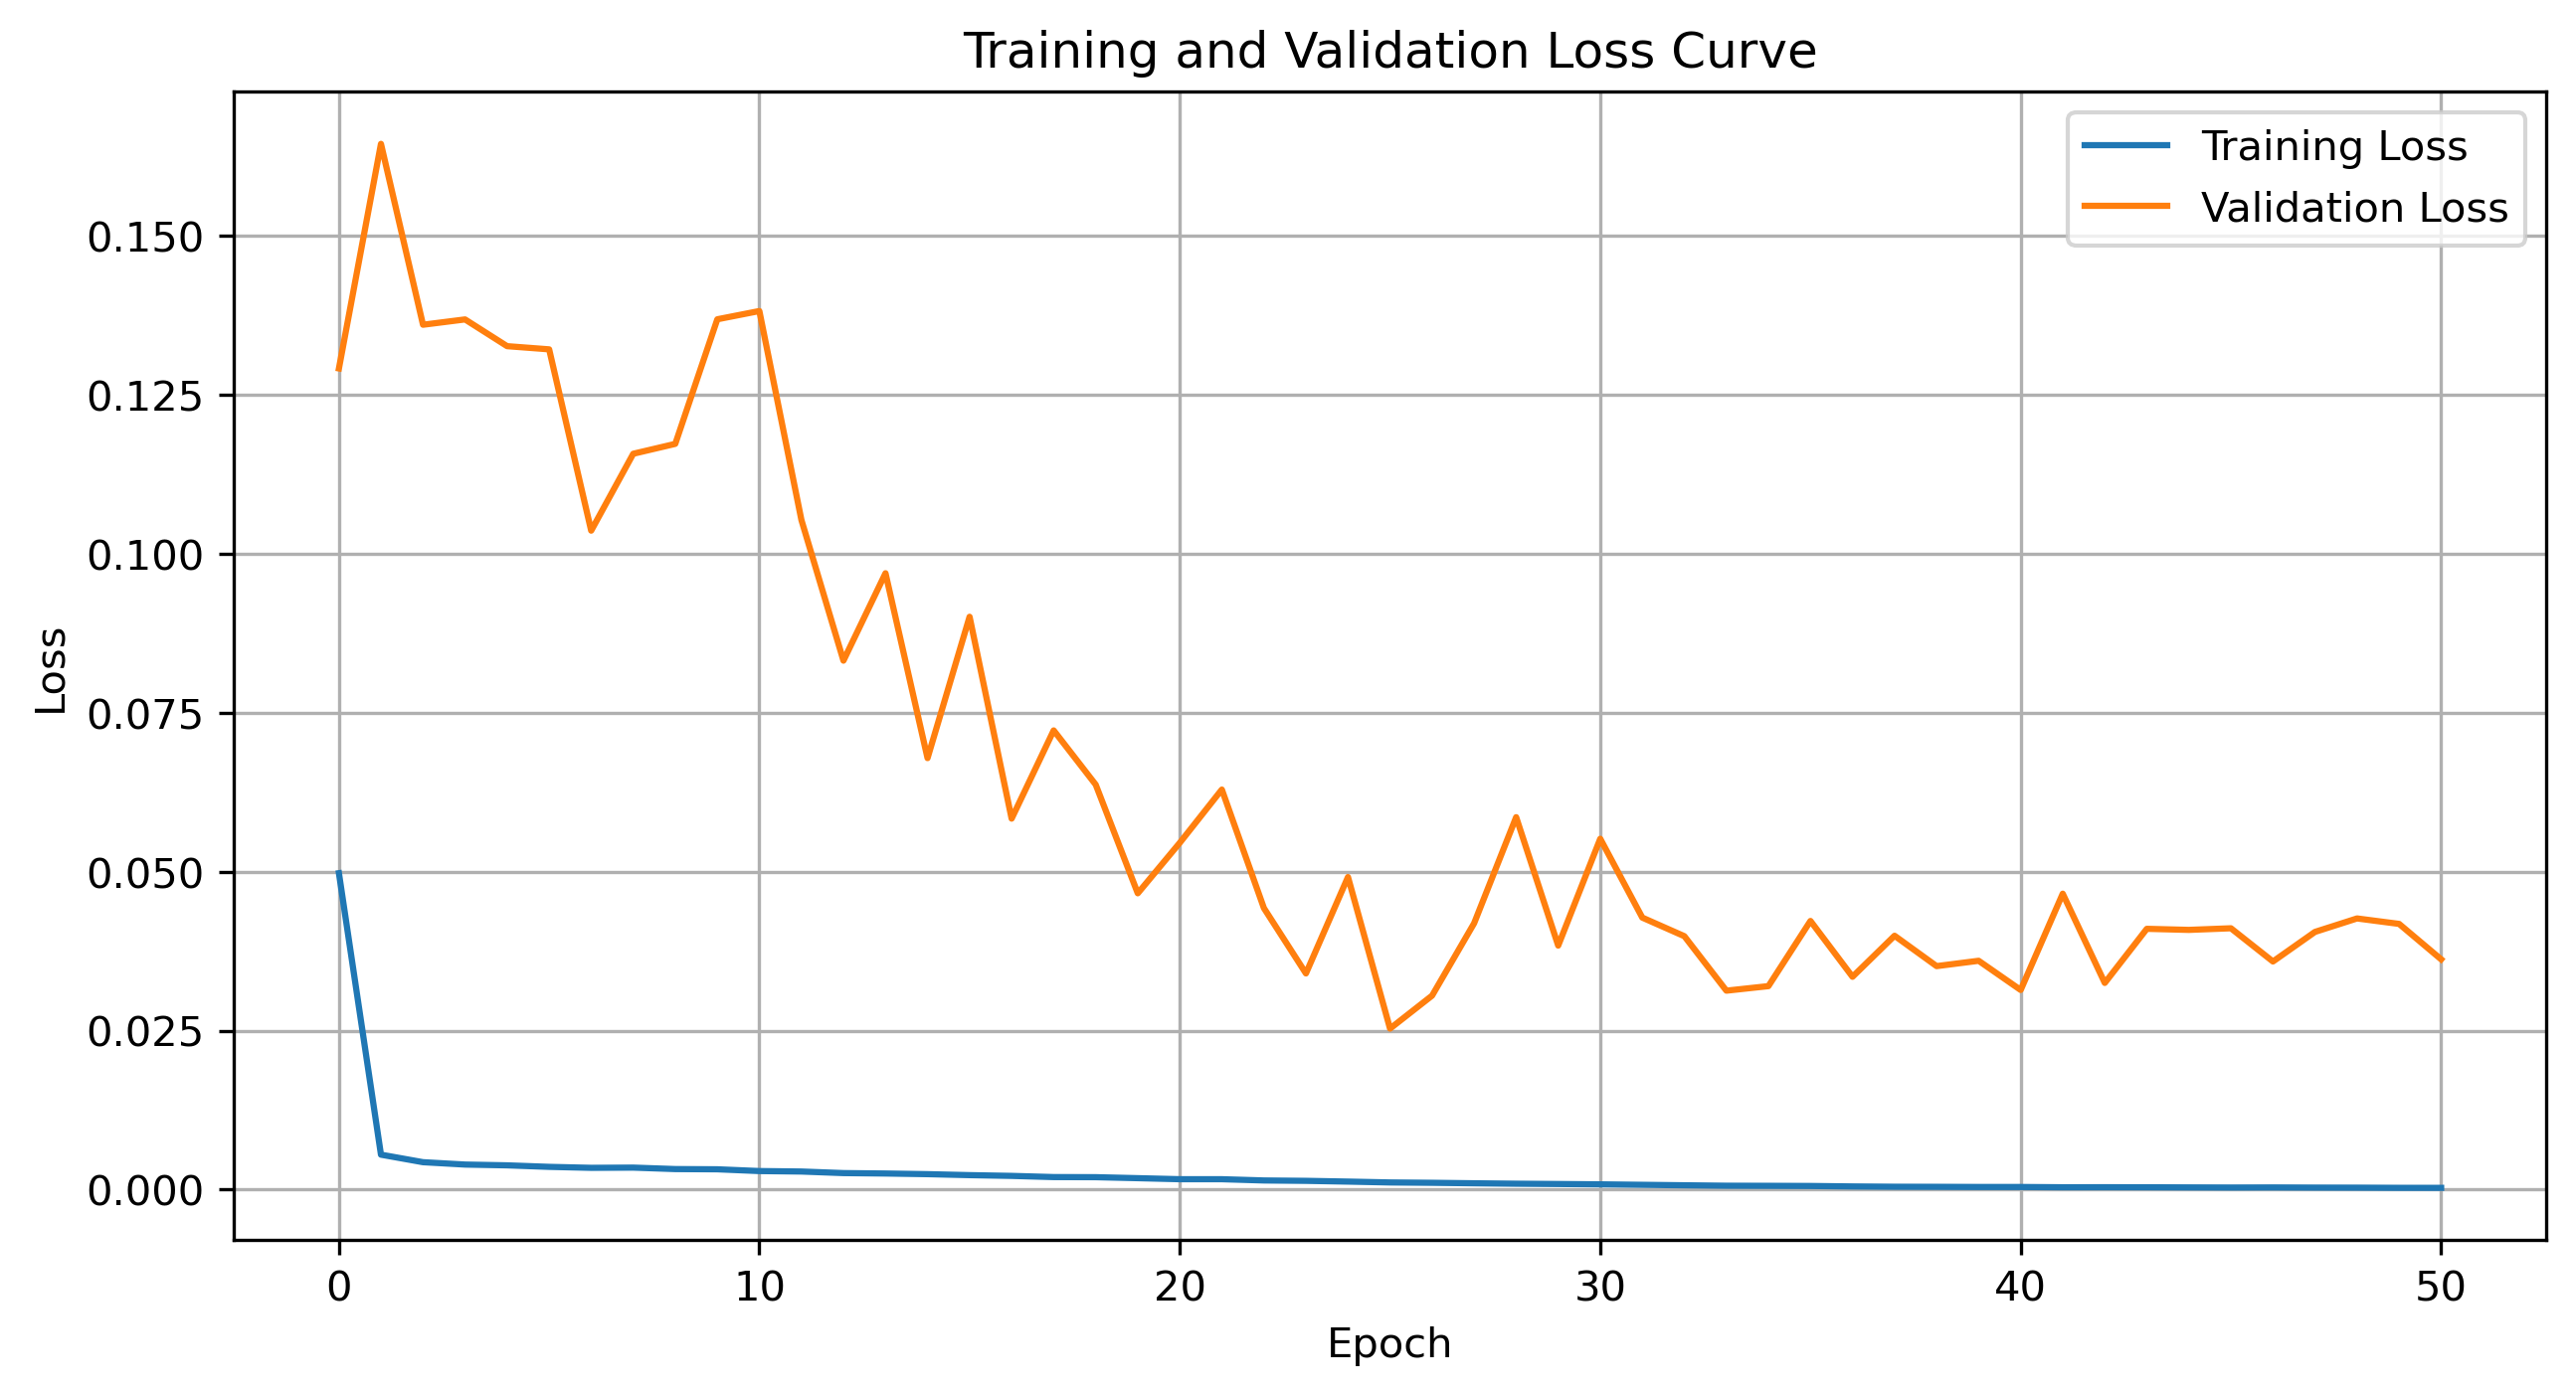 Training and Validation Loss Curve
Training Loss
Validation Loss
0.150
0.125
0.100
0.075
0.050
0.025
0.000
Loss
0 10 20 30 40 50
Epoch